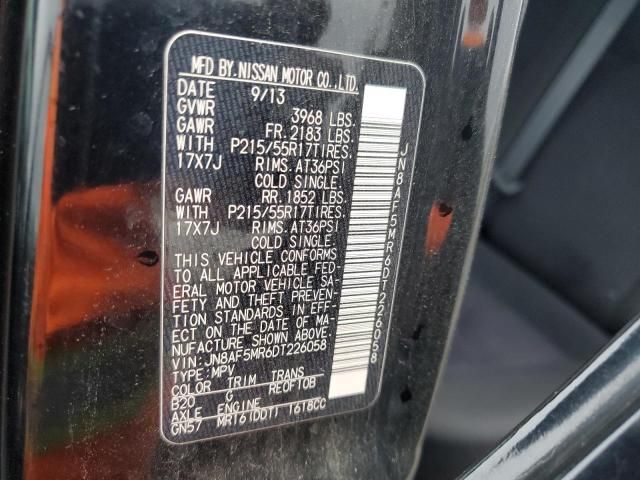 MFD BY.NISSAN MOTOR CO.,LTD.
DATE 9/13
GVWR 3968 LBS.
GAWR FR. 2183 LBS.
WITH P215/55R17TIRES.
17X7J RIMS. AT36PSI
COLD SINGLE.
GAWR RR. 1852 LBS.
WITH P215/55R17TIRES.
17X7J RIMS. AT36PSI
COLD SINGLE.
THIS VEHICLE CONFORMS
TO ALL APPLICABLE FED-
ERAL MOTOR VEHICLE SA-
FETY AND THEFT PREVEN-
TION STANDARDS IN EFF-
ECT ON THE DATE OF MA-
NUFACTURE SHOWN ABOVE.
VIN: JN8AF5MR6DT226058
TYPE: MPV
COLOR TRIM TRANS
B20 G RE0F10B
AXLE ENGINE
GN57 MR16(DDT) 1618CC
JN8AF5MR6DT226058